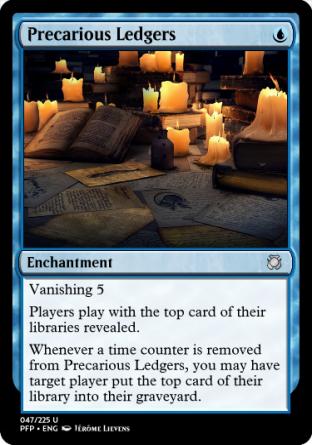 Precarious Ledgers
Enchantment
Vanishing 5
Players play with the top card of their
libraries revealed.
Whenever a time counter is removed
from Precarious Ledgers, you may have
target player put the top card of their
library into their graveyard.
047/225 U
PFP • ENG Jérôme Lievens